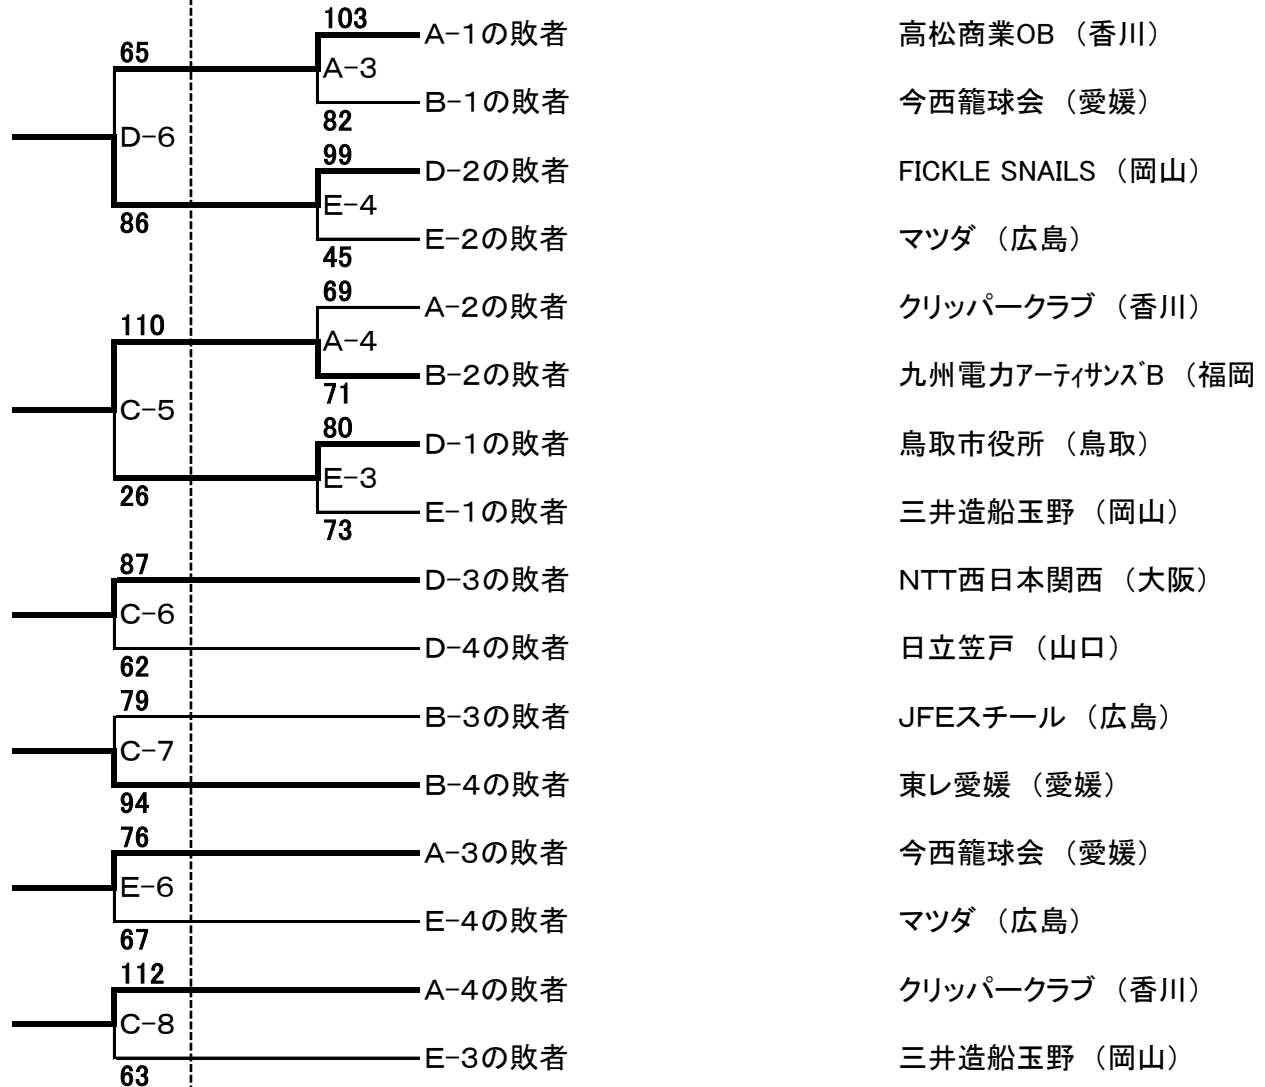 103
A-1の敗者 高松商業OB （香川）
65
A-3
B-1の敗者 今西籠球会 （愛媛）
82
D-6
99
D-2の敗者 FICKLE SNAILS （岡山）
E-4
86
E-2の敗者 マツダ （広島）
45
69
A-2の敗者 クリッパークラブ （香川）
110
A-4
B-2の敗者 九州電力ｱｰﾃｨｻﾝｽﾞB （福岡
71
C-5
80
D-1の敗者 鳥取市役所 （鳥取）
E-3
26
E-1の敗者 三井造船玉野 （岡山）
73
87
D-3の敗者 NTT西日本関西 （大阪）
C-6
D-4の敗者 日立笠戸 （山口）
62
79
B-3の敗者 JFEスチール （広島）
C-7
B-4の敗者 東レ愛媛 （愛媛）
94
76
A-3の敗者 今西籠球会 （愛媛）
E-6
E-4の敗者 マツダ （広島）
67
112
A-4の敗者 クリッパークラブ （香川）
C-8
E-3の敗者 三井造船玉野 （岡山）
63